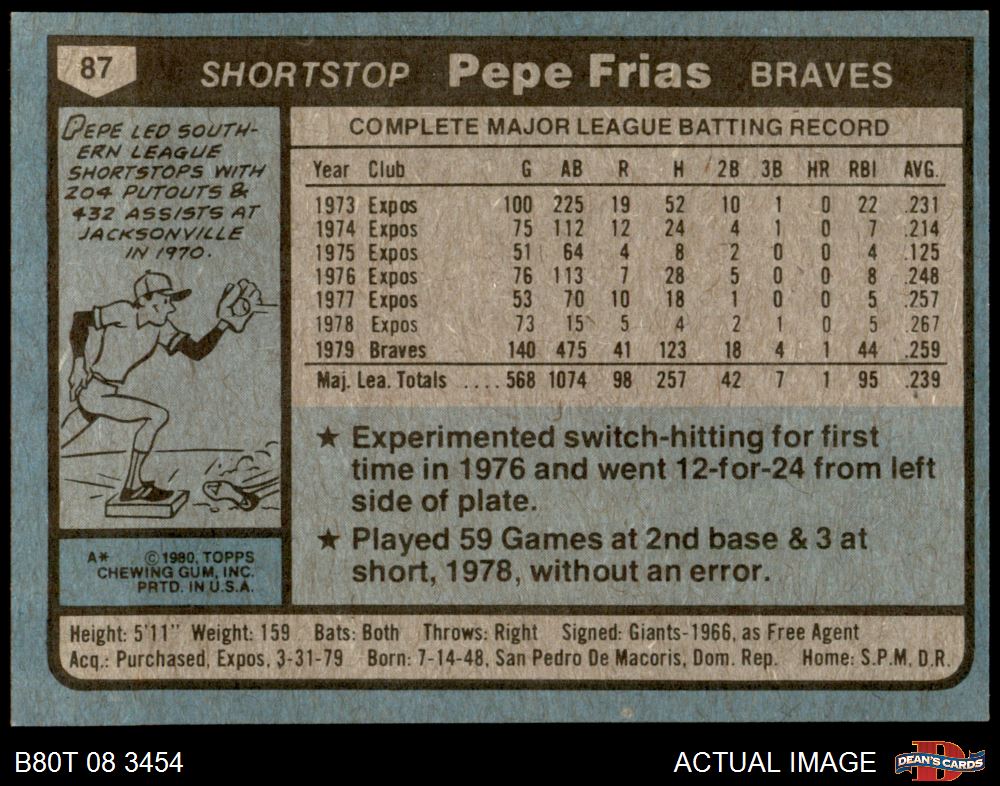 87 SHORTSTOP Pepe Frias BRAVES
PEPE LED SOUTH-
ERN LEAGUE
SHORTSTOPS WITH
204 PUTOUTS &
432 ASSISTS AT
JACKSONVILLE
IN 1970.
COMPLETE MAJOR LEAGUE BATTING RECORD
Year Club G AB R H 2B 3B HR RBI AVG.
1973 Expos 100 225 19 52 10 1 0 22 .231
1974 Expos 75 112 12 24 4 1 0 7 .214
1975 Expos 51 64 4 8 2 0 0 4 .125
1976 Expos 76 113 7 28 5 0 0 8 .248
1977 Expos 53 70 10 18 1 0 0 5 .257
1978 Expos 73 15 5 4 2 1 0 5 .267
1979 Braves 140 475 41 123 18 4 1 44 .259
Maj. Lea. Totals .... 568 1074 98 257 42 7 1 95 .239
★ Experimented switch-hitting for first
time in 1976 and went 12-for-24 from left
side of plate.
★ Played 59 Games at 2nd base & 3 at
short, 1978, without an error.
A* ©1980, TOPPS
CHEWING GUM, INC.
PRTD. IN U.S.A.
Height: 5'11" Weight: 159 Bats: Both Throws: Right Signed: Giants-1966, as Free Agent
Acq.: Purchased, Expos, 3-31-79 Born: 7-14-48, San Pedro De Macoris, Dom. Rep. Home: S.P.M, D.R.
B80T 08 3454 ACTUAL IMAGE
D
DEAN'S CARDS